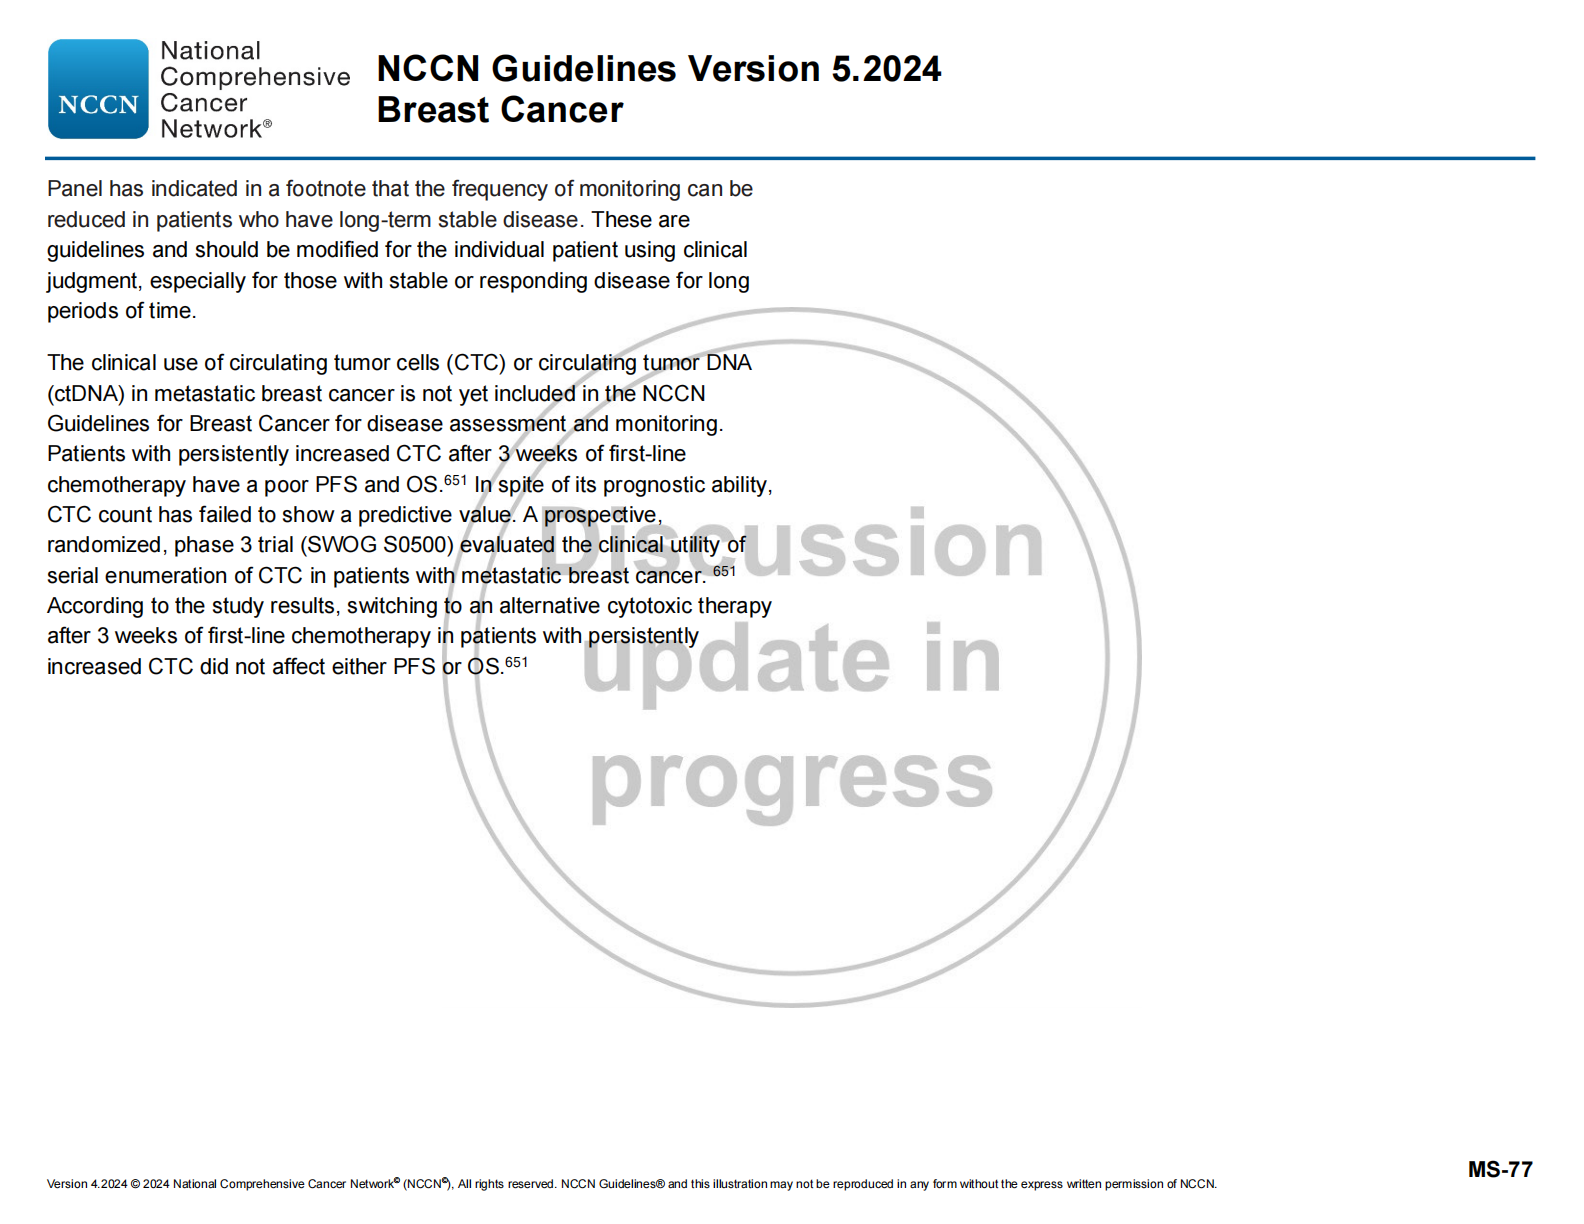 NCCN
National
Comprehensive
Cancer
Network®
NCCN Guidelines Version 5.2024
Breast Cancer
Panel has indicated in a footnote that the frequency of monitoring can be
reduced in patients who have long-term stable disease. These are
guidelines and should be modified for the individual patient using clinical
judgment, especially for those with stable or responding disease for long
periods of time.
The clinical use of circulating tumor cells (CTC) or circulating tumor DNA
(ctDNA) in metastatic breast cancer is not yet included in the NCCN
Guidelines for Breast Cancer for disease assessment and monitoring.
Patients with persistently increased CTC after 3 weeks of first-line
chemotherapy have a poor PFS and OS.651 In spite of its prognostic ability,
CTC count has failed to show a predictive value. A prospective,
randomized, phase 3 trial (SWOG S0500) evaluated the clinical utility of
serial enumeration of CTC in patients with metastatic breast cancer. 651
According to the study results, switching to an alternative cytotoxic therapy
after 3 weeks of first-line chemotherapy in patients with persistently
increased CTC did not affect either PFS or OS.651
Discussion
update in
progress
MS-77
Version 4.2024 © 2024 National Comprehensive Cancer Network© (NCCN©), All rights reserved. NCCN Guidelines® and this illustration may not be reproduced in any form without the express written permission of NCCN.